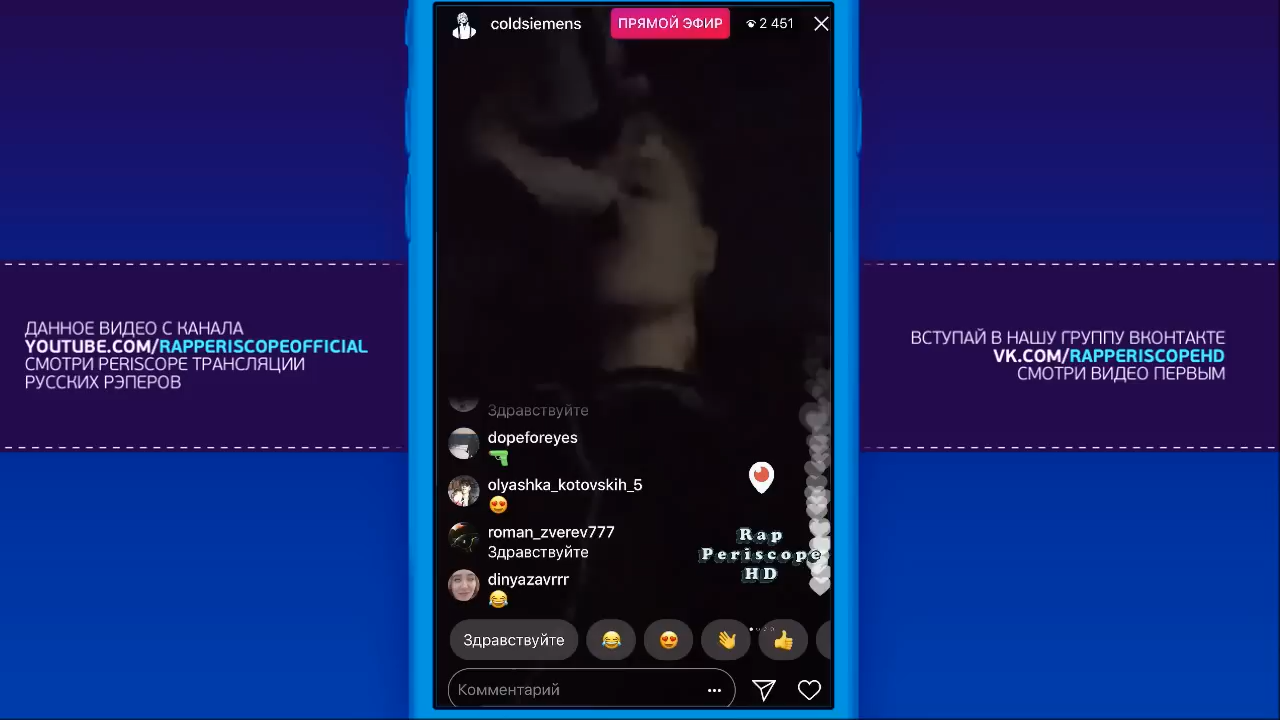 coldsiemens
ПРЯМОЙ ЭФИР
2 451
ДАННОЕ ВИДЕО С КАНАЛА
YOUTUBE.COM/RAPPERISCOPEOFFICIAL
СМОТРИ PERISCOPE ТРАНСЛЯЦИИ
РУССКИХ РЭПЕРОВ
ВСТУПАЙ В НАШУ ГРУППУ ВКОНТАКТЕ
VK.COM/RAPPERISCOPEHD
СМОТРИ ВИДЕО ПЕРВЫМ
Здравствуйте
dopeforeyes
olyashka_kotovskih_5
roman_zverev777
Здравствуйте
dinyazavrrr
Rap
Periscope
HD
Здравствуйте
Комментарий